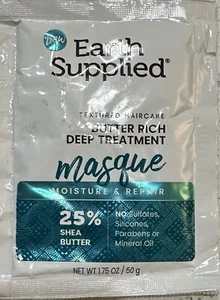 new
Earth
Supplied®
TEXTURED HAIRCARE
BUTTER RICH
DEEP TREATMENT
masque
MOISTURE & REPAIR
25%
SHEA
BUTTER
NO: Sulfates,
Silicones,
Parabens or
Mineral Oil
NET WT 1.75 OZ / 50 g